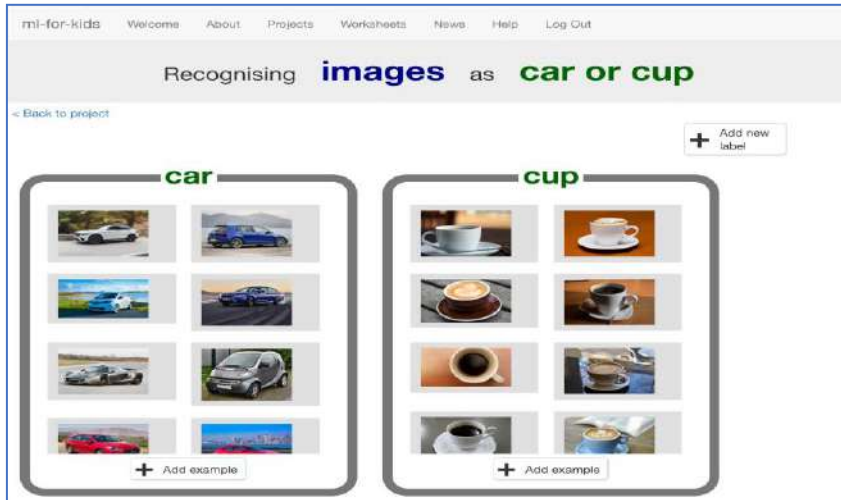 ml-for-kids Welcome About Projects Worksheets News Help Log Out
Recognising images as car or cup
< Back to project
Add new
label
car
cup
Add example
Add example